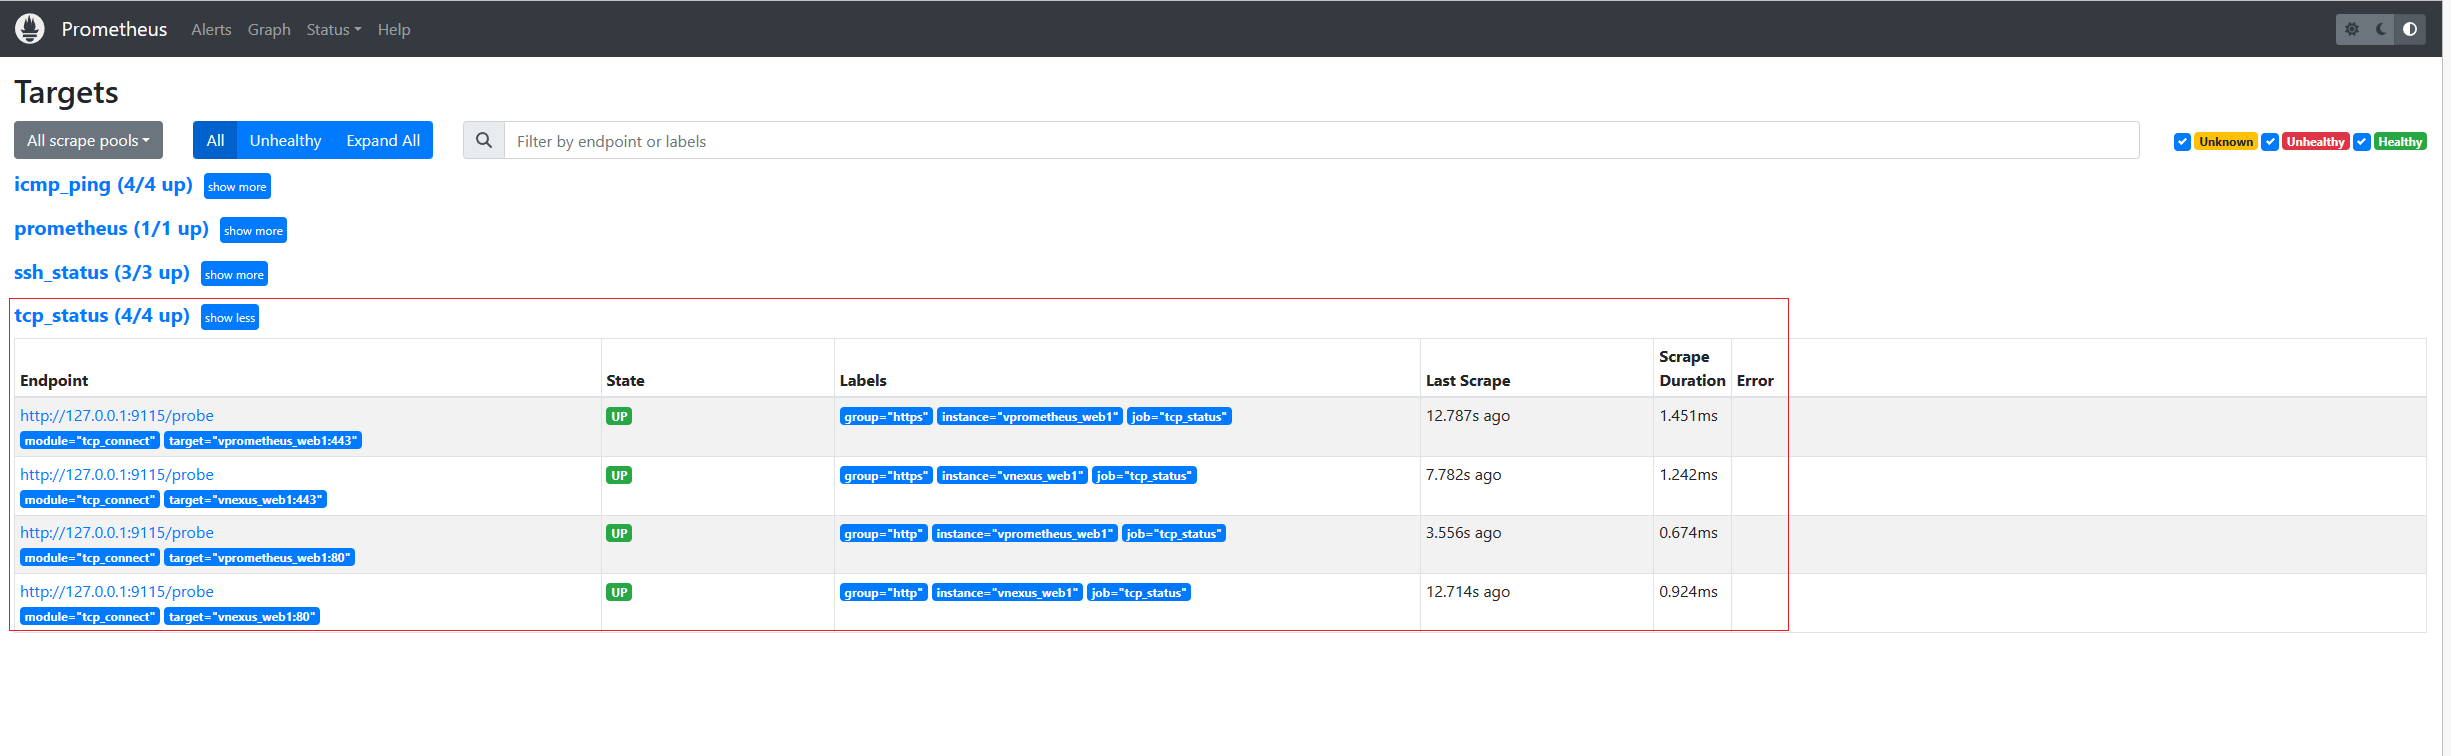 Prometheus Alerts Graph Status Help
Targets
All scrape pools All Unhealthy Expand All Filter by endpoint or labels Unknown Unhealthy Healthy
icmp_ping (4/4 up) show more
prometheus (1/1 up) show more
ssh_status (3/3 up) show more
tcp_status (4/4 up) show less
Endpoint State Labels Last Scrape Scrape Duration Error
http://127.0.0.1:9115/probe UP group="https" instance="vprometheus_web1" job="tcp_status" 12.787s ago 1.451ms
module="tcp_connect" target="vprometheus_web1:443"
http://127.0.0.1:9115/probe UP group="https" instance="vnexus_web1" job="tcp_status" 7.782s ago 1.242ms
module="tcp_connect" target="vnexus_web1:443"
http://127.0.0.1:9115/probe UP group="http" instance="vprometheus_web1" job="tcp_status" 3.556s ago 0.674ms
module="tcp_connect" target="vprometheus_web1:80"
http://127.0.0.1:9115/probe UP group="http" instance="vnexus_web1" job="tcp_status" 12.714s ago 0.924ms
module="tcp_connect" target="vnexus_web1:80"